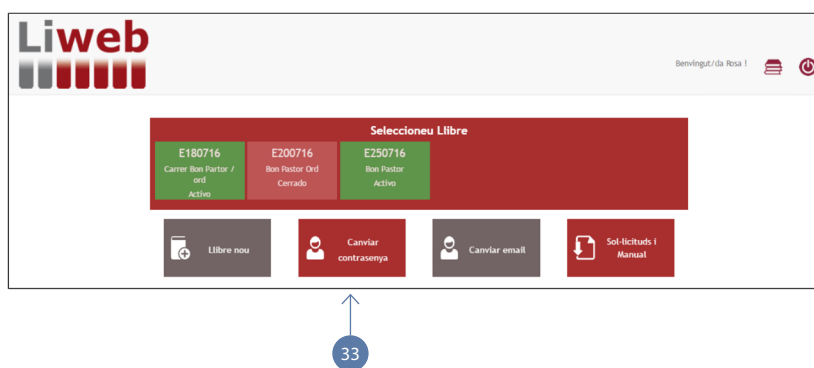 Liweb
Benvingut/da Rosa !
Seleccioneu Llibre
E180716
Carrer Bon Partor /
ord
Activo
E200716
Bon Pastor Ord
Cerrado
E250716
Bon Pastor
Activo
Llibre nou
Canviar
contrasenya
Canviar email
Sol·licituds i
Manual
33